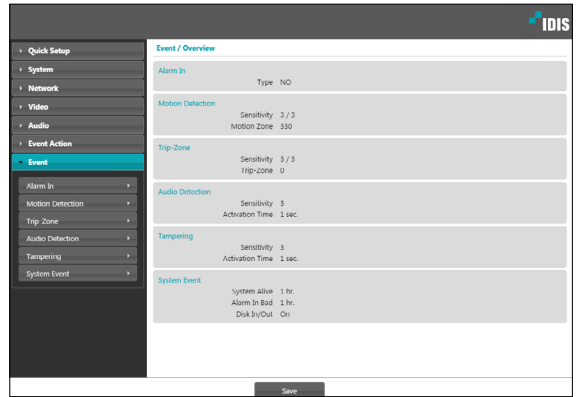 IDIS
Quick Setup
System
Network
Video
Audio
Event Action
Event
Alarm In
Motion Detection
Trip Zone
Audio Detection
Tampering
System Event
Event / Overview
Alarm In
Type NO
Motion Detection
Sensitivity 3 / 3
Motion Zone 330
Trip-Zone
Sensitivity 3 / 3
Trip-Zone 0
Audio Detection
Sensitivity 3
Activation Time 1 sec.
Tampering
Sensitivity 3
Activation Time 1 sec.
System Event
System Alive 1 hr.
Alarm In Bad 1 hr.
Disk In/Out On
Save